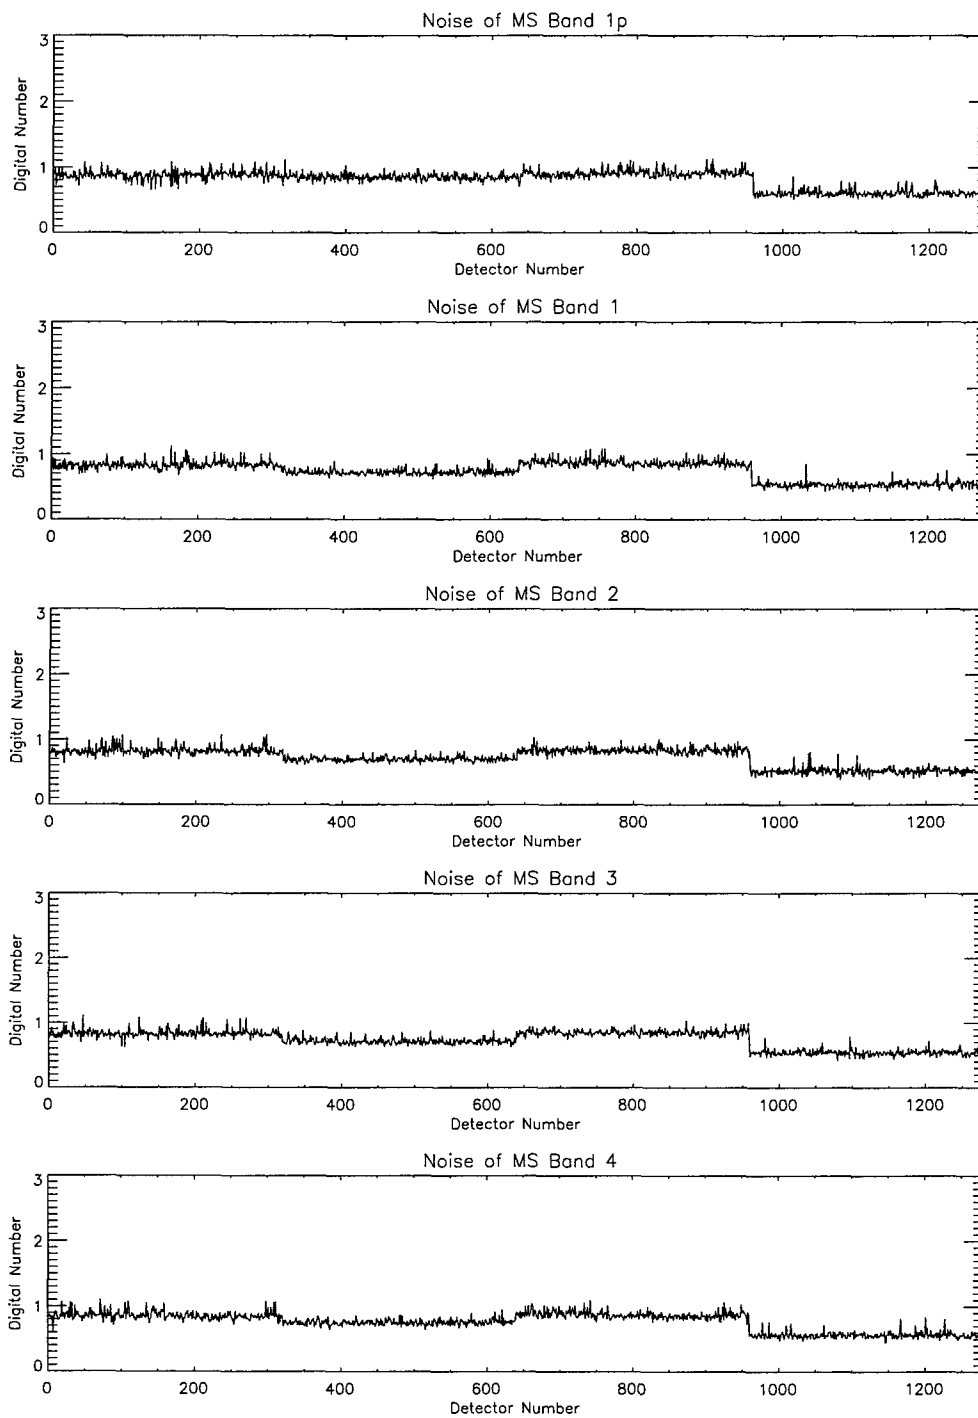 Noise of MS Band 1p
3
2
1
0
Digital Number
0 200 400 600 800 1000 1200
Detector Number
Noise of MS Band 1
3
2
1
0
Digital Number
0 200 400 600 800 1000 1200
Detector Number
Noise of MS Band 2
3
2
1
0
Digital Number
0 200 400 600 800 1000 1200
Detector Number
Noise of MS Band 3
3
2
1
0
Digital Number
0 200 400 600 800 1000 1200
Detector Number
Noise of MS Band 4
3
2
1
0
Digital Number
0 200 400 600 800 1000 1200
Detector Number